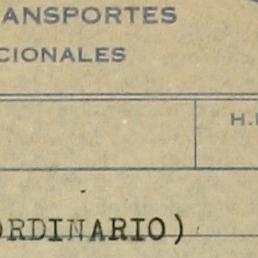 ANSPORTES
CIONALES
H.
ORDINARIO)